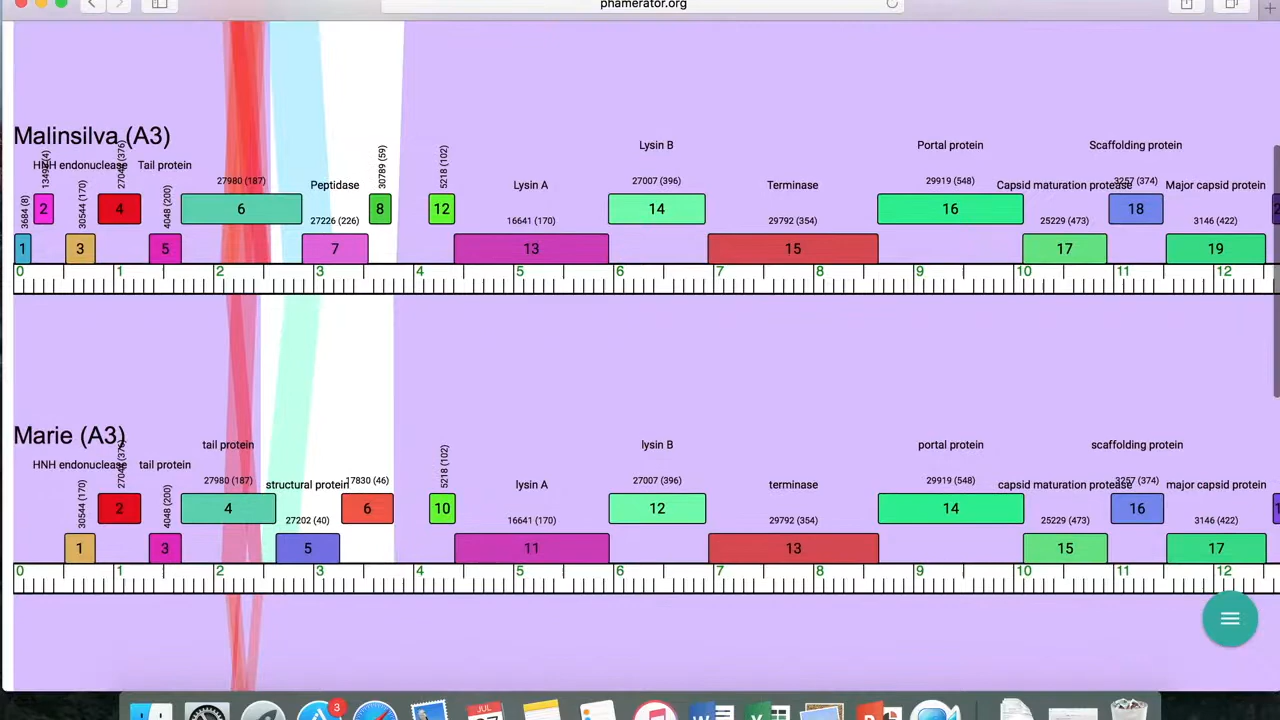 phamerator.org
Malinsilva (A3)
Lysin B
Portal protein
Scaffolding protein
HNH endonuclease
Tail protein
Peptidase
Lysin A
Terminase
Capsid maturation protease
Major capsid protein
3684 (8)
30544 (170)
4048 (200)
27980 (187)
27226 (226)
30789 (59)
5218 (102)
16641 (170)
27007 (396)
29792 (354)
29919 (548)
25229 (473)
3257 (374)
3146 (422)
2 4 6 8 12 14 16 18
1 3 5 7 13 15 17 19
0 1 2 3 4 5 6 7 8 9 10 11 12
Marie (A3)
tail protein
lysin B
portal protein
scaffolding protein
HNH endonuclease
tail protein
structural protein
lysin A
terminase
capsid maturation protease
major capsid protein
30544 (170)
4048 (200)
27980 (187)
27202 (40)
17830 (46)
5218 (102)
16641 (170)
27007 (396)
29792 (354)
29919 (548)
25229 (473)
3257 (374)
3146 (422)
2 4 6 10 12 14 16
1 3 5 11 13 15 17
0 1 2 3 4 5 6 7 8 9 10 11 12
3
JUL